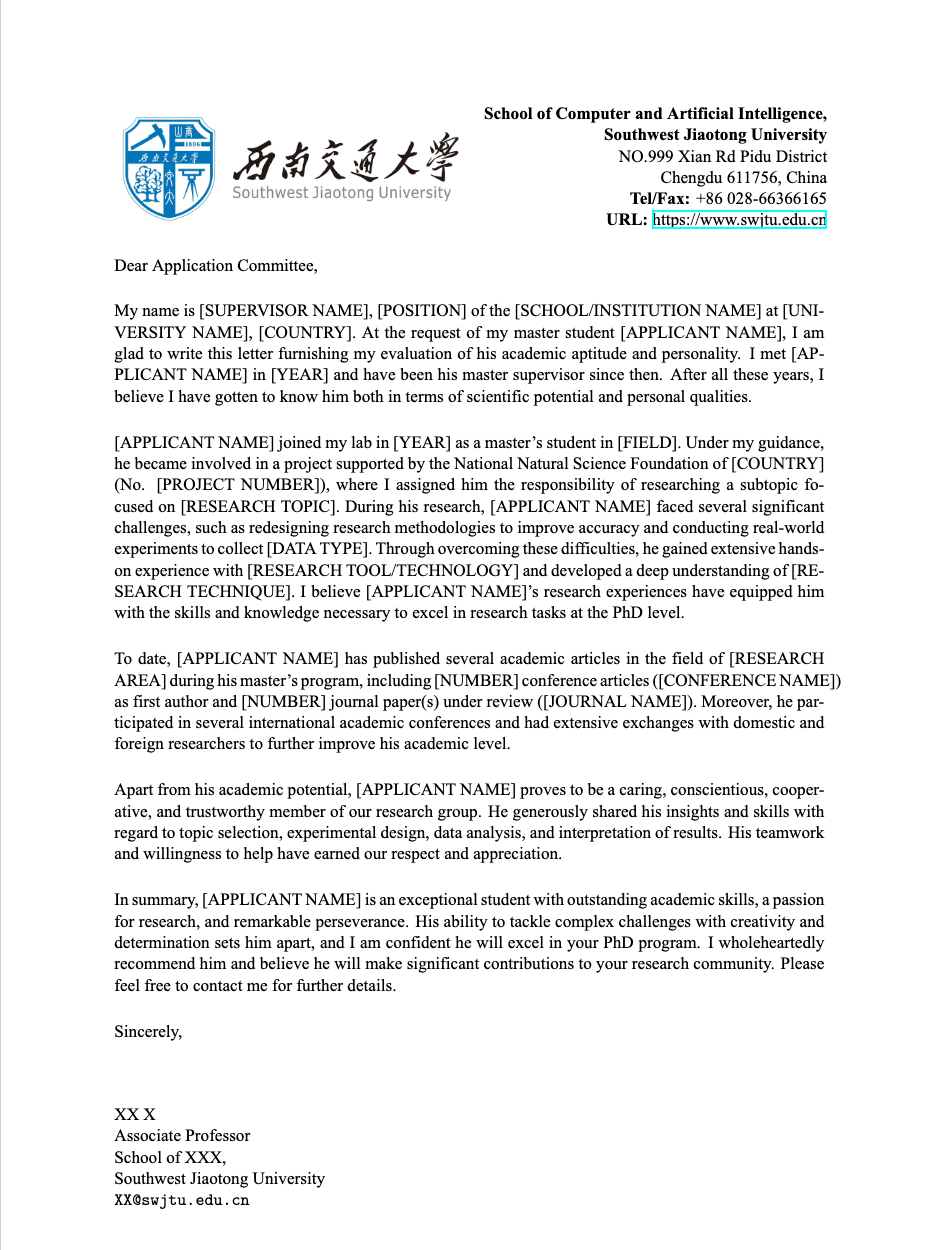 School of Computer and Artificial Intelligence,
Southwest Jiaotong University
NO.999 Xian Rd Pidu District
Chengdu 611756, China
Tel/Fax: +86 028-66366165
URL: https://www.swjtu.edu.cn
1896
西南交通大学
西南交通大學
Southwest Jiaotong University
Dear Application Committee,
My name is [SUPERVISOR NAME], [POSITION] of the [SCHOOL/INSTITUTION NAME] at [UNI-
VERSITY NAME], [COUNTRY]. At the request of my master student [APPLICANT NAME], I am
glad to write this letter furnishing my evaluation of his academic aptitude and personality. I met [AP-
PLICANT NAME] in [YEAR] and have been his master supervisor since then. After all these years, I
believe I have gotten to know him both in terms of scientific potential and personal qualities.
[APPLICANT NAME] joined my lab in [YEAR] as a master's student in [FIELD]. Under my guidance,
he became involved in a project supported by the National Natural Science Foundation of [COUNTRY]
(No. [PROJECT NUMBER]), where I assigned him the responsibility of researching a subtopic fo-
cused on [RESEARCH TOPIC]. During his research, [APPLICANT NAME] faced several significant
challenges, such as redesigning research methodologies to improve accuracy and conducting real-world
experiments to collect [DATA TYPE]. Through overcoming these difficulties, he gained extensive hands-
on experience with [RESEARCH TOOL/TECHNOLOGY] and developed a deep understanding of [RE-
SEARCH TECHNIQUE]. I believe [APPLICANT NAME]'s research experiences have equipped him
with the skills and knowledge necessary to excel in research tasks at the PhD level.
To date, [APPLICANT NAME] has published several academic articles in the field of [RESEARCH
AREA] during his master's program, including [NUMBER] conference articles ([CONFERENCE NAME])
as first author and [NUMBER] journal paper(s) under review ([JOURNAL NAME]). Moreover, he par-
ticipated in several international academic conferences and had extensive exchanges with domestic and
foreign researchers to further improve his academic level.
Apart from his academic potential, [APPLICANT NAME] proves to be a caring, conscientious, cooper-
ative, and trustworthy member of our research group. He generously shared his insights and skills with
regard to topic selection, experimental design, data analysis, and interpretation of results. His teamwork
and willingness to help have earned our respect and appreciation.
In summary, [APPLICANT NAME] is an exceptional student with outstanding academic skills, a passion
for research, and remarkable perseverance. His ability to tackle complex challenges with creativity and
determination sets him apart, and I am confident he will excel in your PhD program. I wholeheartedly
recommend him and believe he will make significant contributions to your research community. Please
feel free to contact me for further details.
Sincerely,
XX X
Associate Professor
School of XXX,
Southwest Jiaotong University
XX@swjtu.edu.cn